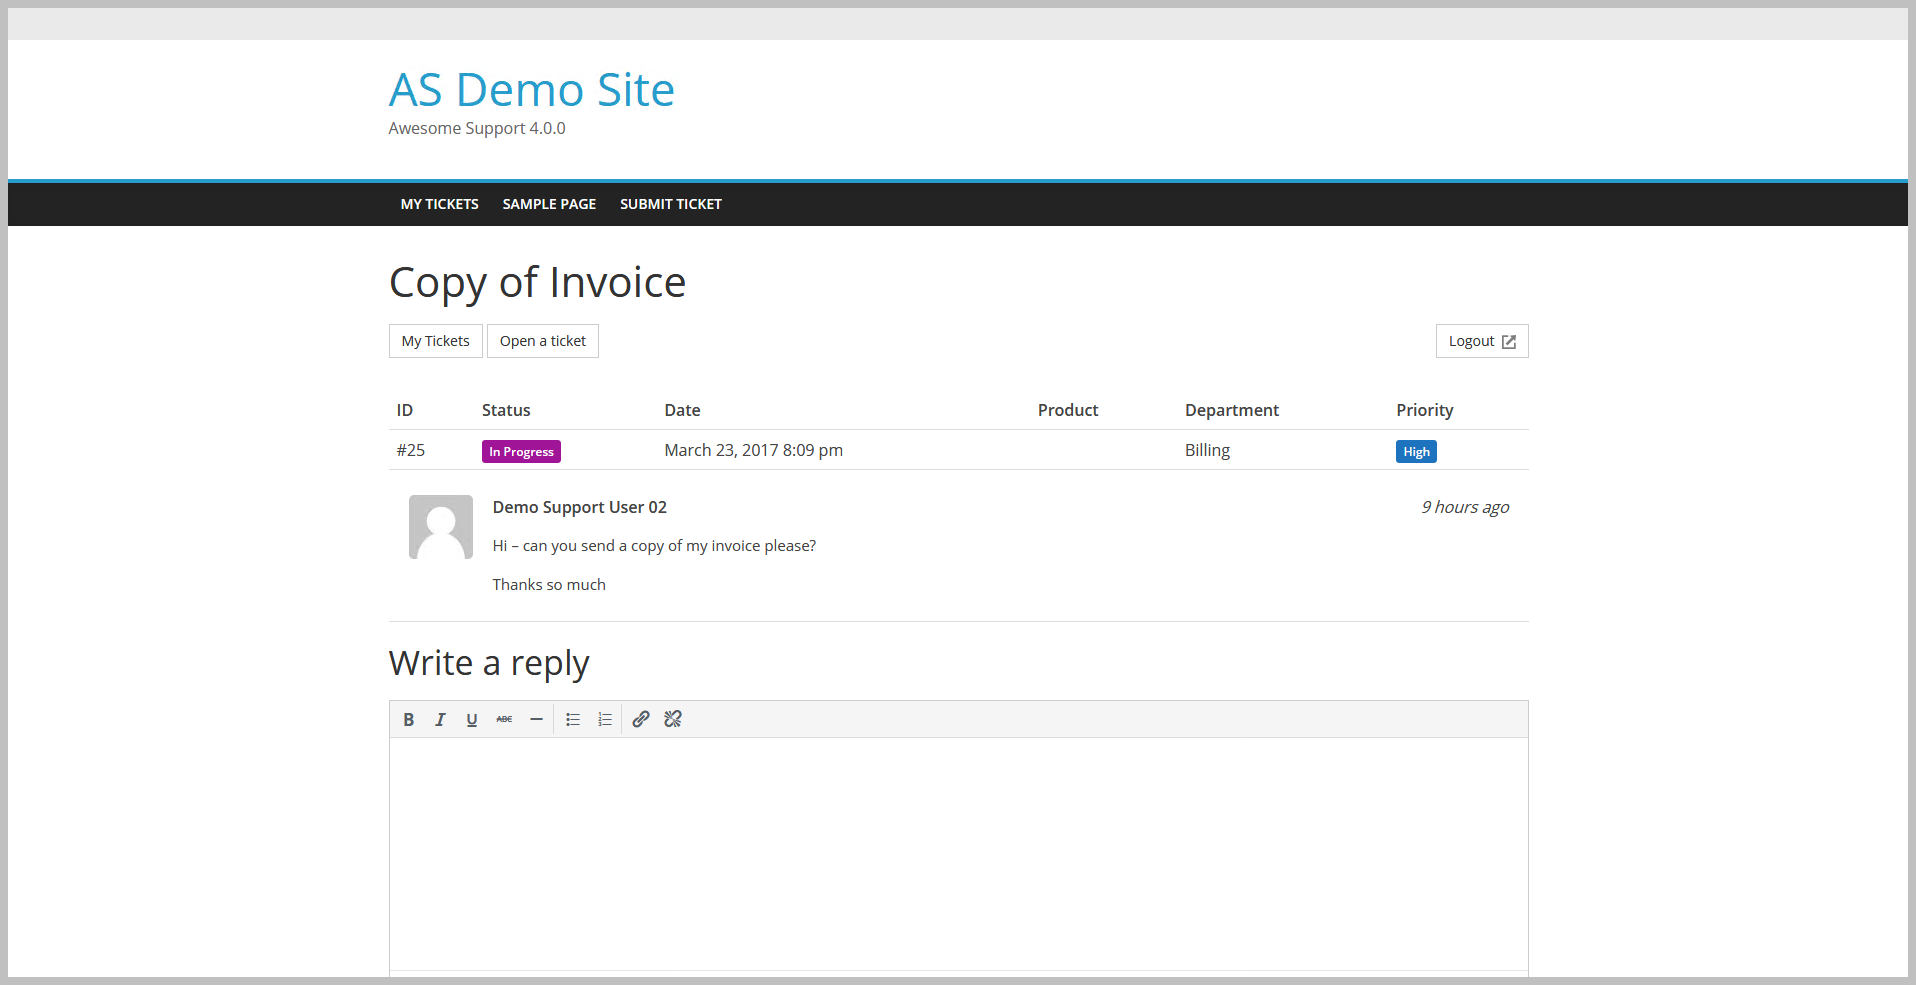 AS Demo Site
Awesome Support 4.0.0
MY TICKETS SAMPLE PAGE SUBMIT TICKET
Copy of Invoice
My Tickets Open a ticket Logout
ID Status Date Product Department Priority
#25 In Progress March 23, 2017 8:09 pm Billing High
Demo Support User 02 9 hours ago
Hi – can you send a copy of my invoice please?
Thanks so much
Write a reply
B I U ABC